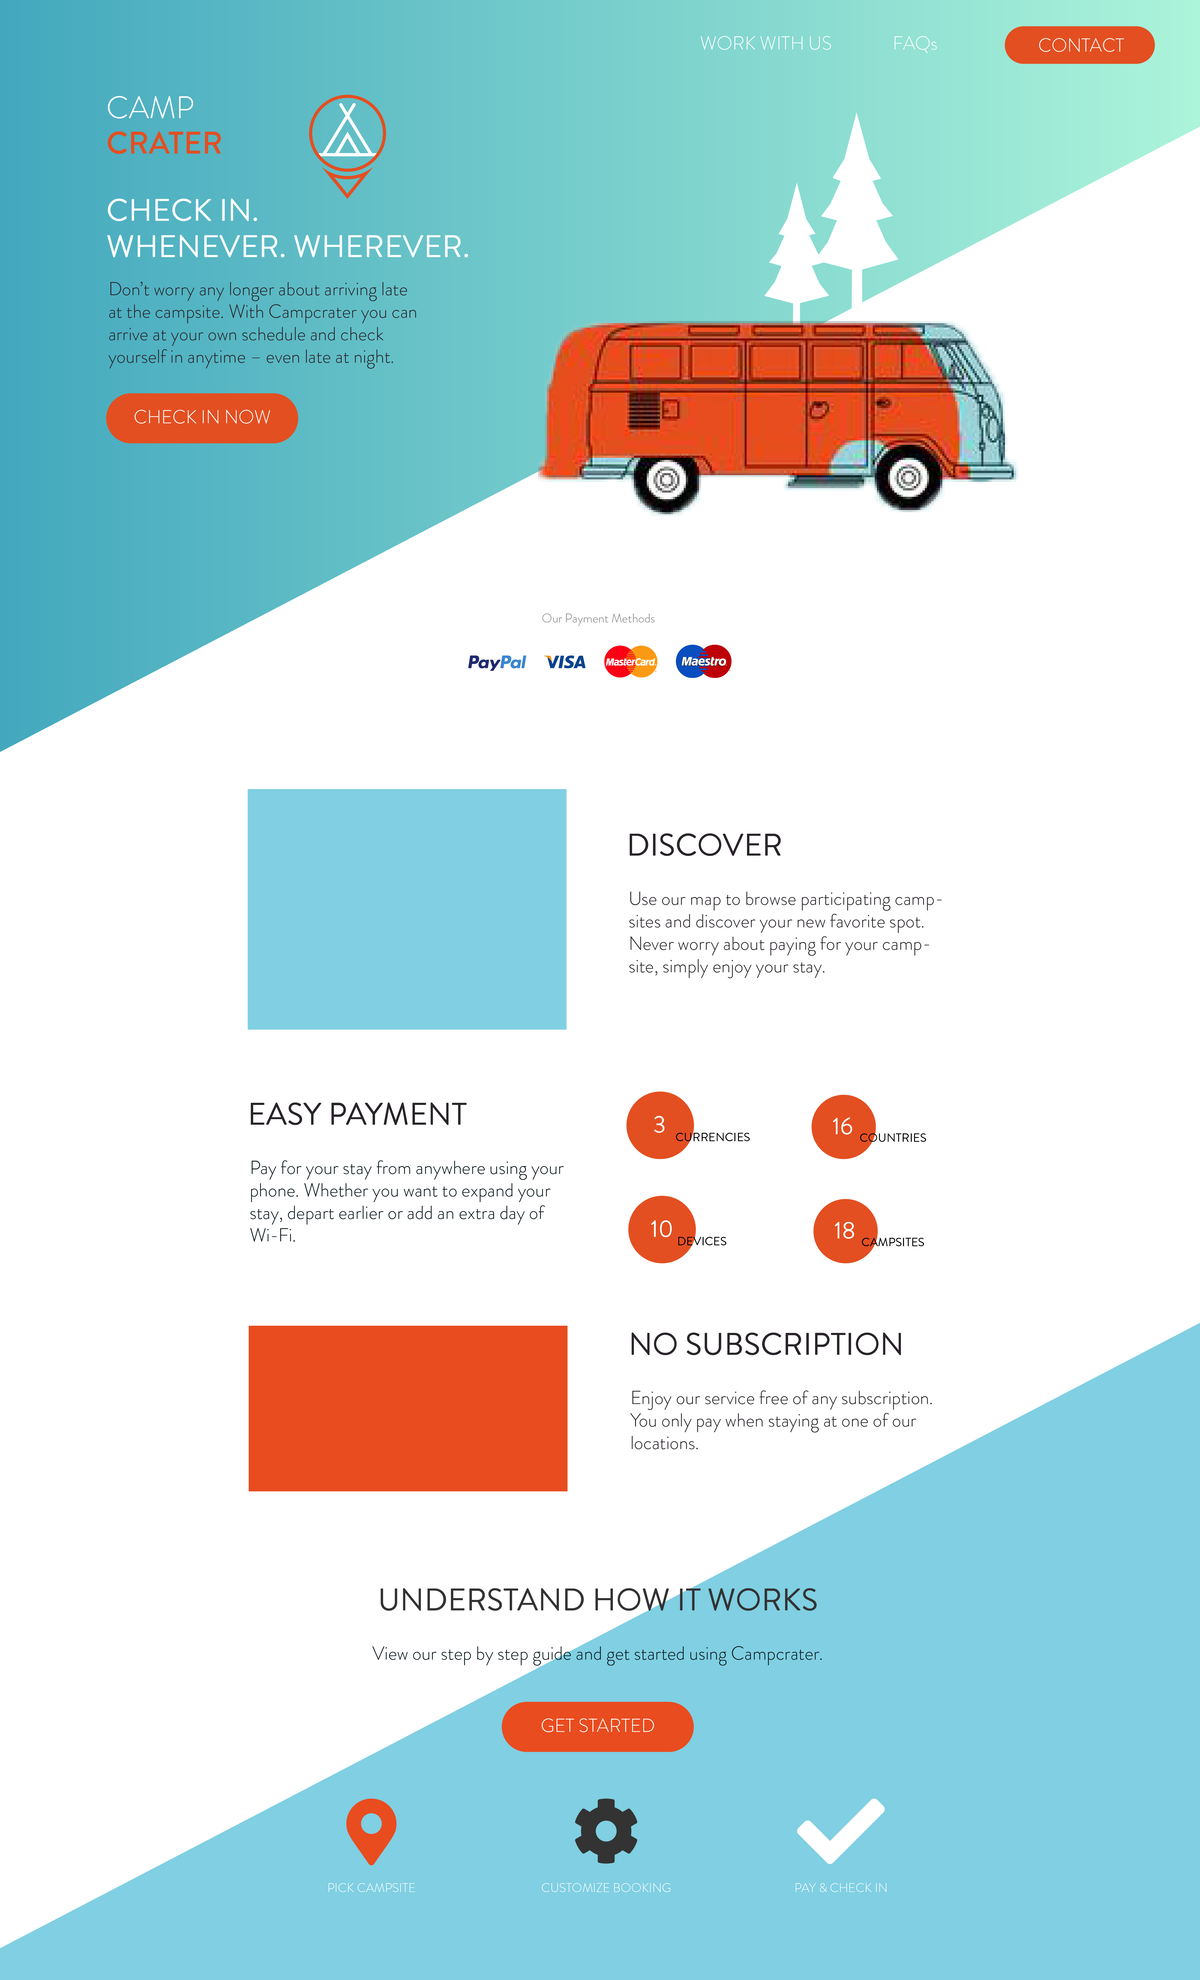 WORK WITH US
FAQs
CONTACT
CAMP
CRATER
CHECK IN.
WHENEVER. WHEREVER.
Don't worry any longer about arriving late
at the campsite. With Campcrater you can
arrive at your own schedule and check
yourself in anytime – even late at night.
CHECK IN NOW
Our Payment Methods
PayPal
VISA
MasterCard
Maestro
DISCOVER
Use our map to browse participating camp-
sites and discover your new favorite spot.
Never worry about paying for your camp-
site, simply enjoy your stay.
EASY PAYMENT
Pay for your stay from anywhere using your
phone. Whether you want to expand your
stay, depart earlier or add an extra day of
Wi-Fi.
3 CURRENCIES
16 COUNTRIES
10 DEVICES
18 CAMPSITES
NO SUBSCRIPTION
Enjoy our service free of any subscription.
You only pay when staying at one of our
locations.
UNDERSTAND HOW IT WORKS
View our step by step guide and get started using Campcrater.
GET STARTED
PICK CAMPSITE
CUSTOMIZE BOOKING
PAY & CHECK IN